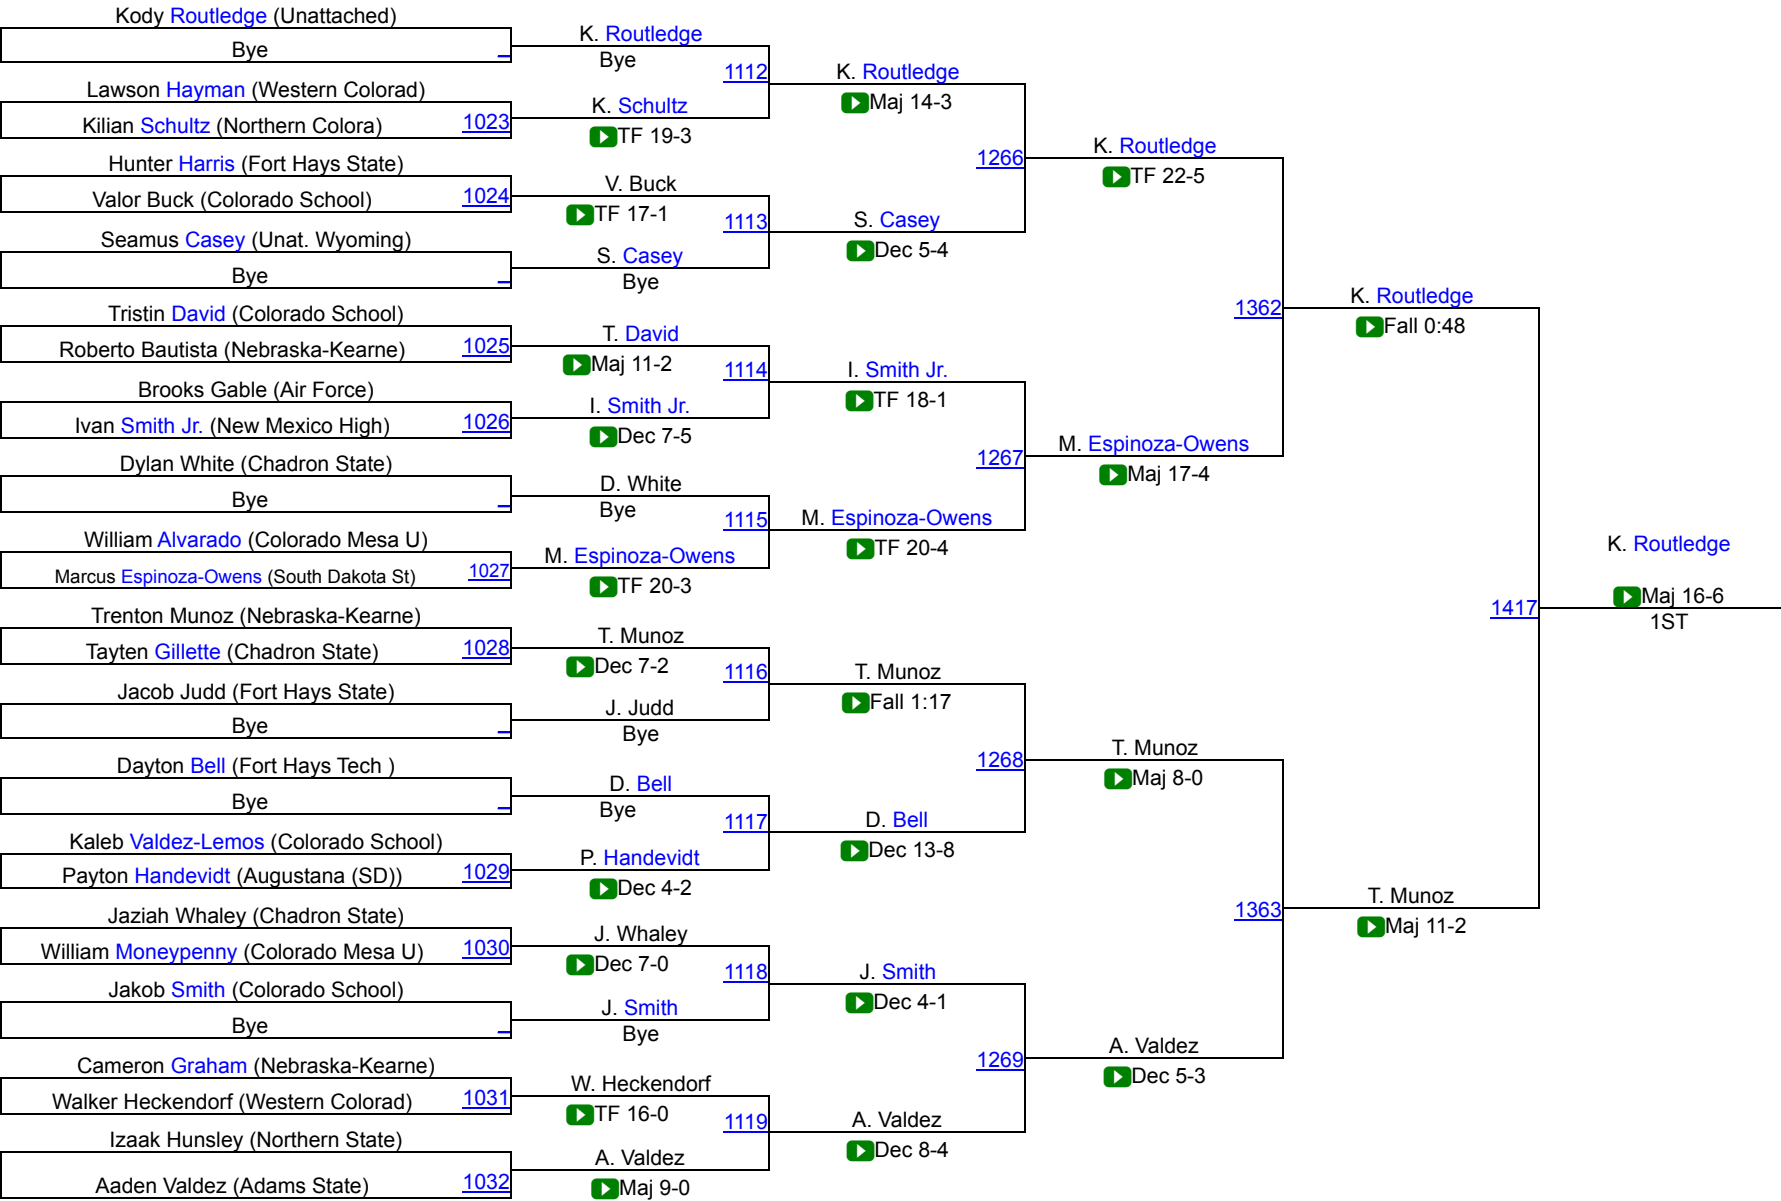 Kody Routledge (Unattached)
Bye
Lawson Hayman (Western Colorad)
Kilian Schultz (Northern Colora)
1023
Hunter Harris (Fort Hays State)
Valor Buck (Colorado School)
1024
Seamus Casey (Unat. Wyoming)
Bye
Tristin David (Colorado School)
Roberto Bautista (Nebraska-Kearne)
1025
Brooks Gable (Air Force)
Ivan Smith Jr. (New Mexico High)
1026
Dylan White (Chadron State)
Bye
William Alvarado (Colorado Mesa U)
Marcus Espinoza-Owens (South Dakota St)
1027
Trenton Munoz (Nebraska-Kearne)
Tayten Gillette (Chadron State)
1028
Jacob Judd (Fort Hays State)
Bye
Dayton Bell (Fort Hays Tech )
Bye
Kaleb Valdez-Lemos (Colorado School)
Payton Handevidt (Augustana (SD))
1029
Jaziah Whaley (Chadron State)
William Moneypenny (Colorado Mesa U)
1030
Jakob Smith (Colorado School)
Bye
Cameron Graham (Nebraska-Kearne)
Walker Heckendorf (Western Colorad)
1031
Izaak Hunsley (Northern State)
Aaden Valdez (Adams State)
1032
K. Routledge
Bye
1112
K. Schultz
TF 19-3
V. Buck
TF 17-1
1113
S. Casey
Bye
T. David
Maj 11-2
1114
I. Smith Jr.
Dec 7-5
D. White
Bye
1115
M. Espinoza-Owens
TF 20-3
T. Munoz
Dec 7-2
1116
J. Judd
Bye
D. Bell
Bye
1117
P. Handevidt
Dec 4-2
J. Whaley
Dec 7-0
1118
J. Smith
Bye
W. Heckendorf
TF 16-0
1119
A. Valdez
Maj 9-0
K. Routledge
Maj 14-3
1266
S. Casey
Dec 5-4
I. Smith Jr.
TF 18-1
1267
M. Espinoza-Owens
TF 20-4
T. Munoz
Fall 1:17
1268
D. Bell
Dec 13-8
J. Smith
Dec 4-1
1269
A. Valdez
Dec 8-4
K. Routledge
TF 22-5
1362
M. Espinoza-Owens
Maj 17-4
T. Munoz
Maj 8-0
1363
A. Valdez
Dec 5-3
K. Routledge
Fall 0:48
1417
T. Munoz
Maj 11-2
K. Routledge
Maj 16-6
1ST